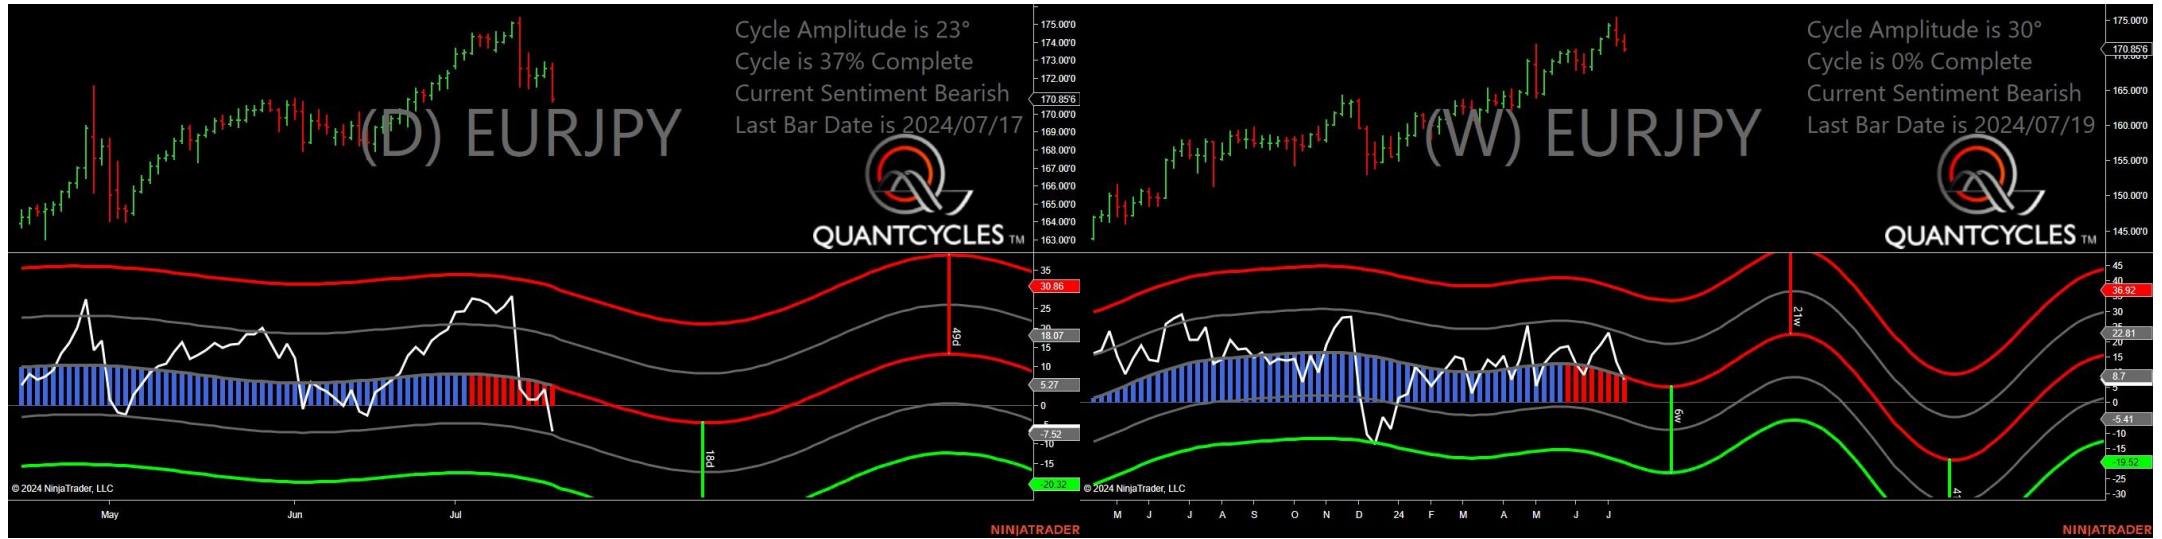 Cycle Amplitude is 23°
Cycle is 37% Complete
Current Sentiment Bearish
Last Bar Date is 2024/07/17
(D) EURJPY
QUANTCYCLES TM
175.00'0
174.00'0
173.00'0
172.00'0
170.85'6
170.00'0
169.00'0
168.00'0
167.00'0
166.00'0
165.00'0
164.00'0
163.00'0
35
30.86
25
18.07
15
10
5.27
0
-7.52
-10
-15
-20.32
49d
18d
© 2024 NinjaTrader, LLC
May Jun Jul
NINJATRADER
Cycle Amplitude is 30°
Cycle is 0% Complete
Current Sentiment Bearish
Last Bar Date is 2024/07/19
(W) EURJPY
QUANTCYCLES TM
175.00'0
170.85'6
165.00'0
160.00'0
155.00'0
150.00'0
145.00'0
45
40
36.92
30
22.81
20
15
8.7
5
0
-5.41
-10
-15
-19.52
-25
-30
21w
6w
© 2024 NinjaTrader, LLC
M J J A S O N D 24 F M A M J J
NINJATRADER